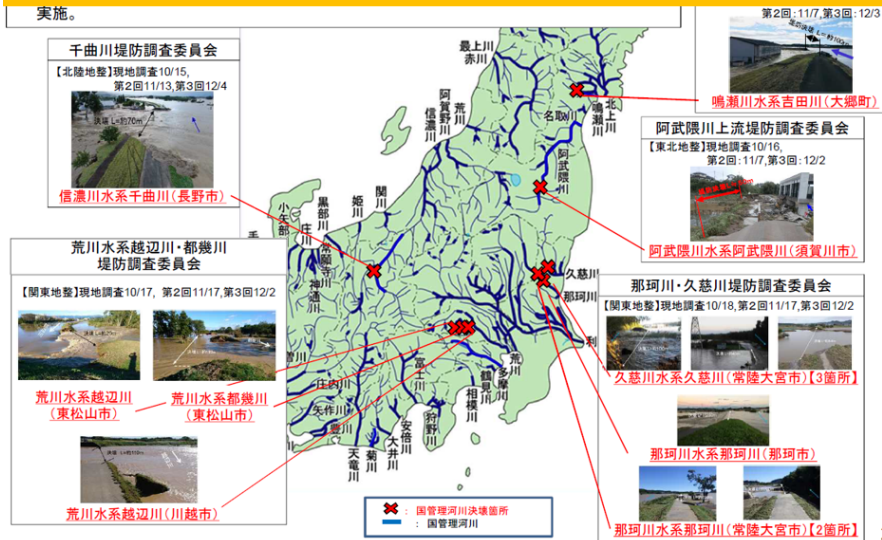 実施。
第2回:11/7,第3回:12/3
鳴瀬川水系吉田川(大郷町)
千曲川堤防調査委員会
【北陸地整】現地調査10/15,
第2回11/13,第3回12/4
決壊 L=約70m
信濃川水系千曲川(長野市)
阿武隈川上流堤防調査委員会
【東北地整】現地調査10/16,
第2回:11/7,第3回:12/2
阿武隈川水系阿武隈川(須賀川市)
荒川水系越辺川・都幾川
堤防調査委員会
【関東地整】現地調査10/17, 第2回11/17,第3回12/2
荒川水系越辺川
(東松山市)
荒川水系都幾川
(東松山市)
荒川水系越辺川(川越市)
那珂川・久慈川堤防調査委員会
【関東地整】現地調査10/18,第2回11/17,第3回12/2
久慈川水系久慈川(常陸大宮市)【3箇所】
那珂川水系那珂川(那珂市)
那珂川水系那珂川(常陸大宮市)【2箇所】
最上川
赤川
荒川
阿賀野川
信濃川
関川
姫川
黒部川
常願寺川
神通川
庄川
小矢部
手
北上川
鳴瀬川
名取川
阿武隈川
久慈川
那珂川
利
荒川
多摩川
鶴見川
相模川
富士川
狩野川
安倍川
大井川
菊川
天竜川
豊川
矢作川
庄内川
曽川
: 国管理河川決壊箇所
: 国管理河川